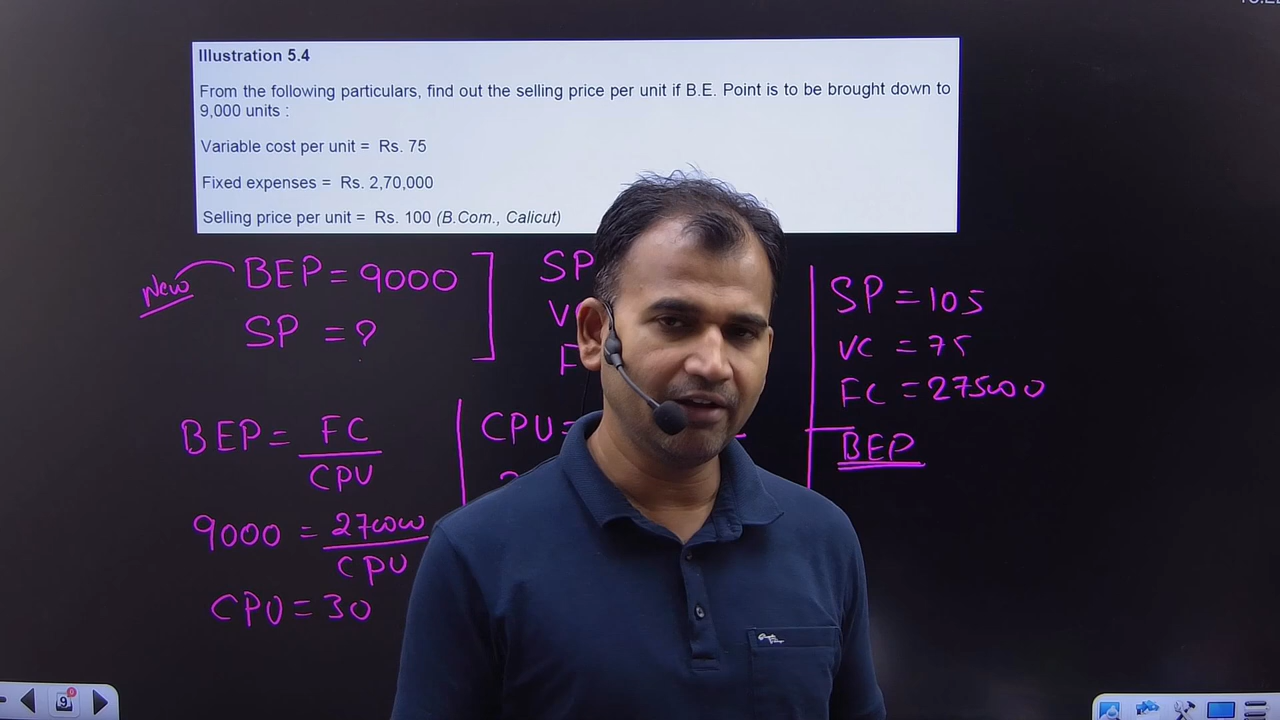 Illustration 5.4
From the following particulars, find out the selling price per unit if B.E. Point is to be brought down to
9,000 units :
Variable cost per unit = Rs. 75
Fixed expenses = Rs. 2,70,000
Selling price per unit = Rs. 100 (B.Com., Calicut)
New
BEP = 9000
SP = ?
BEP = FC
CPU
9000 = 270000
CPU
CPU = 30
SP
V
F
CPU =
SP = 105
VC = 75
FC = 275000
BEP
9